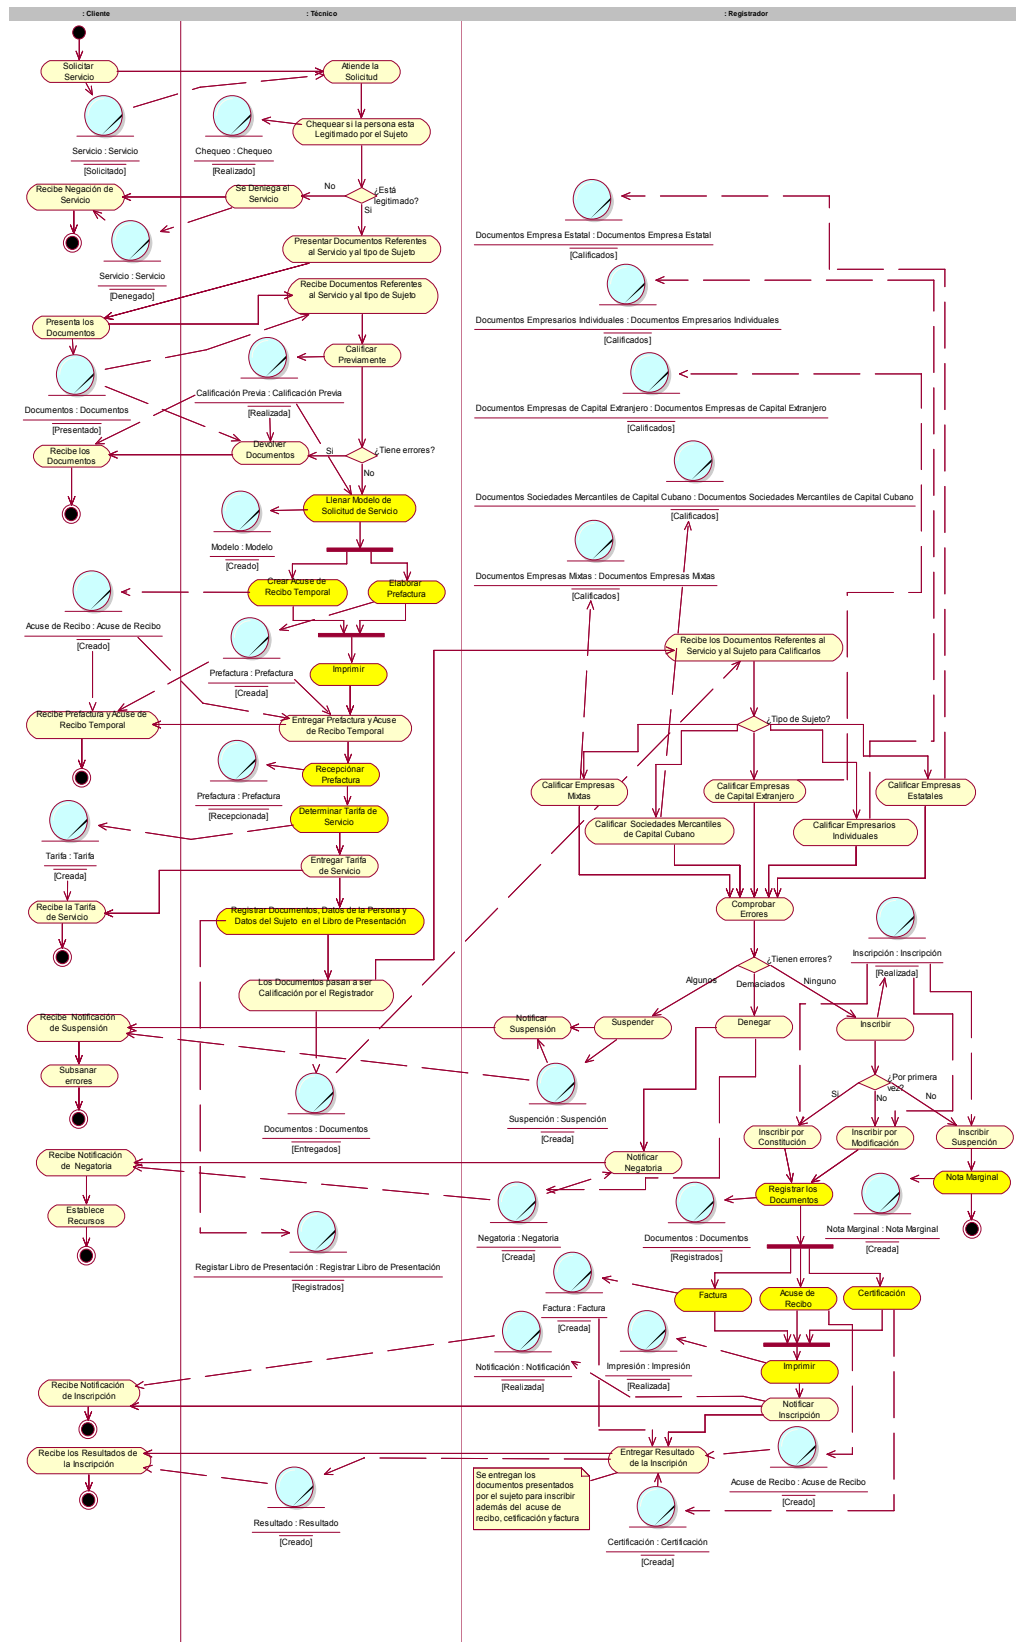 : Cliente
: Técnico
: Registrador
Solicitar
Servicio
Atiende la
Solicitud
Servicio : Servicio
[Solicitado]
Chequeo : Chequeo
[Realizado]
Chequear si la persona esta
Legitimado por el Sujeto
¿Está
legitimado?
No
Si
Se Deniega el
Servicio
Recibe Negación de
Servicio
Servicio : Servicio
[Denegado]
Presentar Documentos Referentes
al Servicio y al tipo de Sujeto
Recibe Documentos Referentes
al Servicio y al tipo de Sujeto
Presenta los
Documentos
Calificar
Previamente
Documentos : Documentos
[Presentado]
Calificación Previa : Calificación Previa
[Realizada]
Recibe los
Documentos
Devolver
Documentos
Si
¿Tiene errores?
No
Llenar Modelo de
Solicitud de Servicio
Modelo : Modelo
[Creado]
Crear Acuse de
Recibo Temporal
Elaborar
Prefactura
Acuse de Recibo : Acuse de Recibo
[Creado]
Prefactura : Prefactura
[Creada]
Imprimir
Recibe Prefactura y Acuse de
Recibo Temporal
Entregar Prefactura y Acuse
de Recibo Temporal
Recepciónar
Prefactura
Prefactura : Prefactura
[Recepcionada]
Determinar Tarifa de
Servicio
Tarifa : Tarifa
[Creada]
Entregar Tarifa
de Servicio
Recibe la Tarifa
de Servicio
Registrar Documentos, Datos de la Persona y
Datos del Sujeto en el Libro de Presentación
Los Documentos pasan a ser
Calificación por el Registrador
Documentos : Documentos
[Entregados]
Recibe Notificación
de Suspensión
Subsanar
errores
Recibe Notificación
de Negatoria
Establece
Recursos
Registar Libro de Presentación : Registrar Libro de Presentación
[Registrados]
Recibe Notificación
de Inscripción
Recibe los Resultados de
la Inscripción
Resultado : Resultado
[Creado]
Documentos Empresa Estatal : Documentos Empresa Estatal
[Calificados]
Documentos Empresarios Individuales : Documentos Empresarios Individuales
[Calificados]
Documentos Empresas de Capital Extranjero : Documentos Empresas de Capital Extranjero
[Calificados]
Documentos Sociedades Mercantiles de Capital Cubano : Documentos Sociedades Mercantiles de Capital Cubano
[Calificados]
Documentos Empresas Mixtas : Documentos Empresas Mixtas
[Calificados]
Recibe los Documentos Referentes al
Servicio y al Sujeto para Calificarlos
¿Tipo de Sujeto?
Calificar Empresas
Mixtas
Calificar Empresas
de Capital Extranjero
Calificar Empresas
Estatales
Calificar Sociedades Mercantiles
de Capital Cubano
Calificar Empresarios
Individuales
Comprobar
Errores
¿Tienen errores?
Algunos
Demaciados
Ninguno
Inscripción : Inscripción
[Realizada]
Notificar
Suspensión
Suspender
Denegar
Inscribir
Suspención : Suspención
[Creada]
¿Por primera
vez?
Si
No
No
Inscribir por
Constitución
Inscribir por
Modificación
Inscribir
Suspención
Notificar
Negatoria
Registrar los
Documentos
Nota Marginal
Negatoria : Negatoria
[Creada]
Documentos : Documentos
[Registrados]
Nota Marginal : Nota Marginal
[Creada]
Factura
Acuse de
Recibo
Certificación
Factura : Factura
[Creada]
Notificación : Notificación
[Realizada]
Impresión : Impresión
[Realizada]
Imprimir
Notificar
Inscripción
Entregar Resultado
de la Inscripión
Se entregan los
documentos presentados
por el sujeto para inscribir
además del acuse de
recibo, cetificación y factura
Acuse de Recibo : Acuse de Recibo
[Creado]
Certificación : Certificación
[Creada]